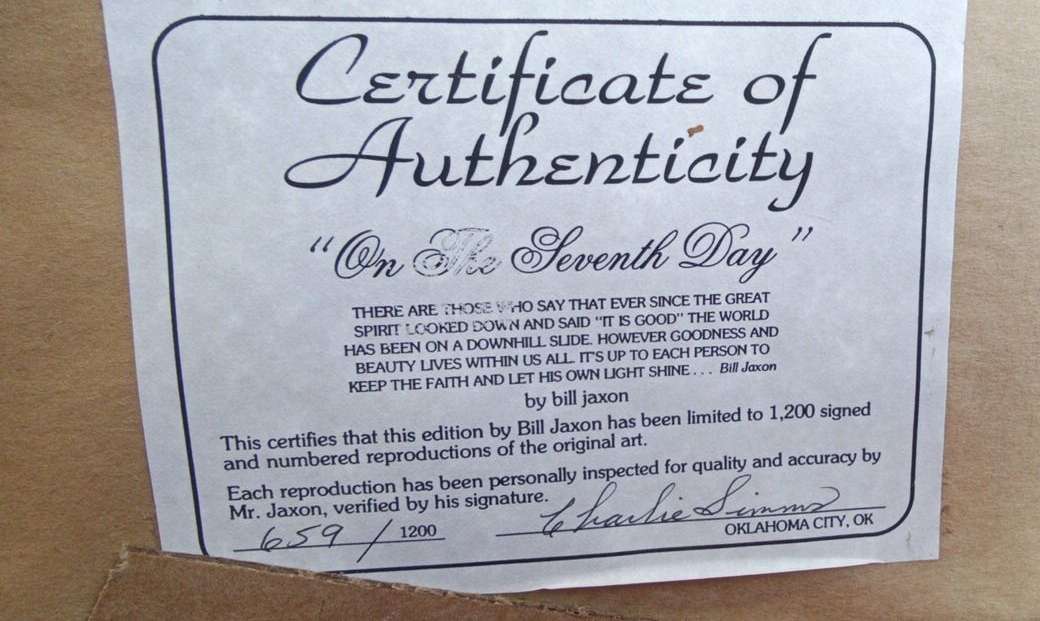 Certificate of
Authenticity
"On The Seventh Day"
THERE ARE THOSE WHO SAY THAT EVER SINCE THE GREAT
SPIRIT LOOKED DOWN AND SAID "IT IS GOOD" THE WORLD
HAS BEEN ON A DOWNHILL SLIDE. HOWEVER GOODNESS AND
BEAUTY LIVES WITHIN US ALL. IT'S UP TO EACH PERSON TO
KEEP THE FAITH AND LET HIS OWN LIGHT SHINE . . . Bill Jaxon
by bill jaxon
This certifies that this edition by Bill Jaxon has been limited to 1,200 signed
and numbered reproductions of the original art.
Each reproduction has been personally inspected for quality and accuracy by
Mr. Jaxon, verified by his signature.
Charlie Simms
659 / 1200
OKLAHOMA CITY, OK